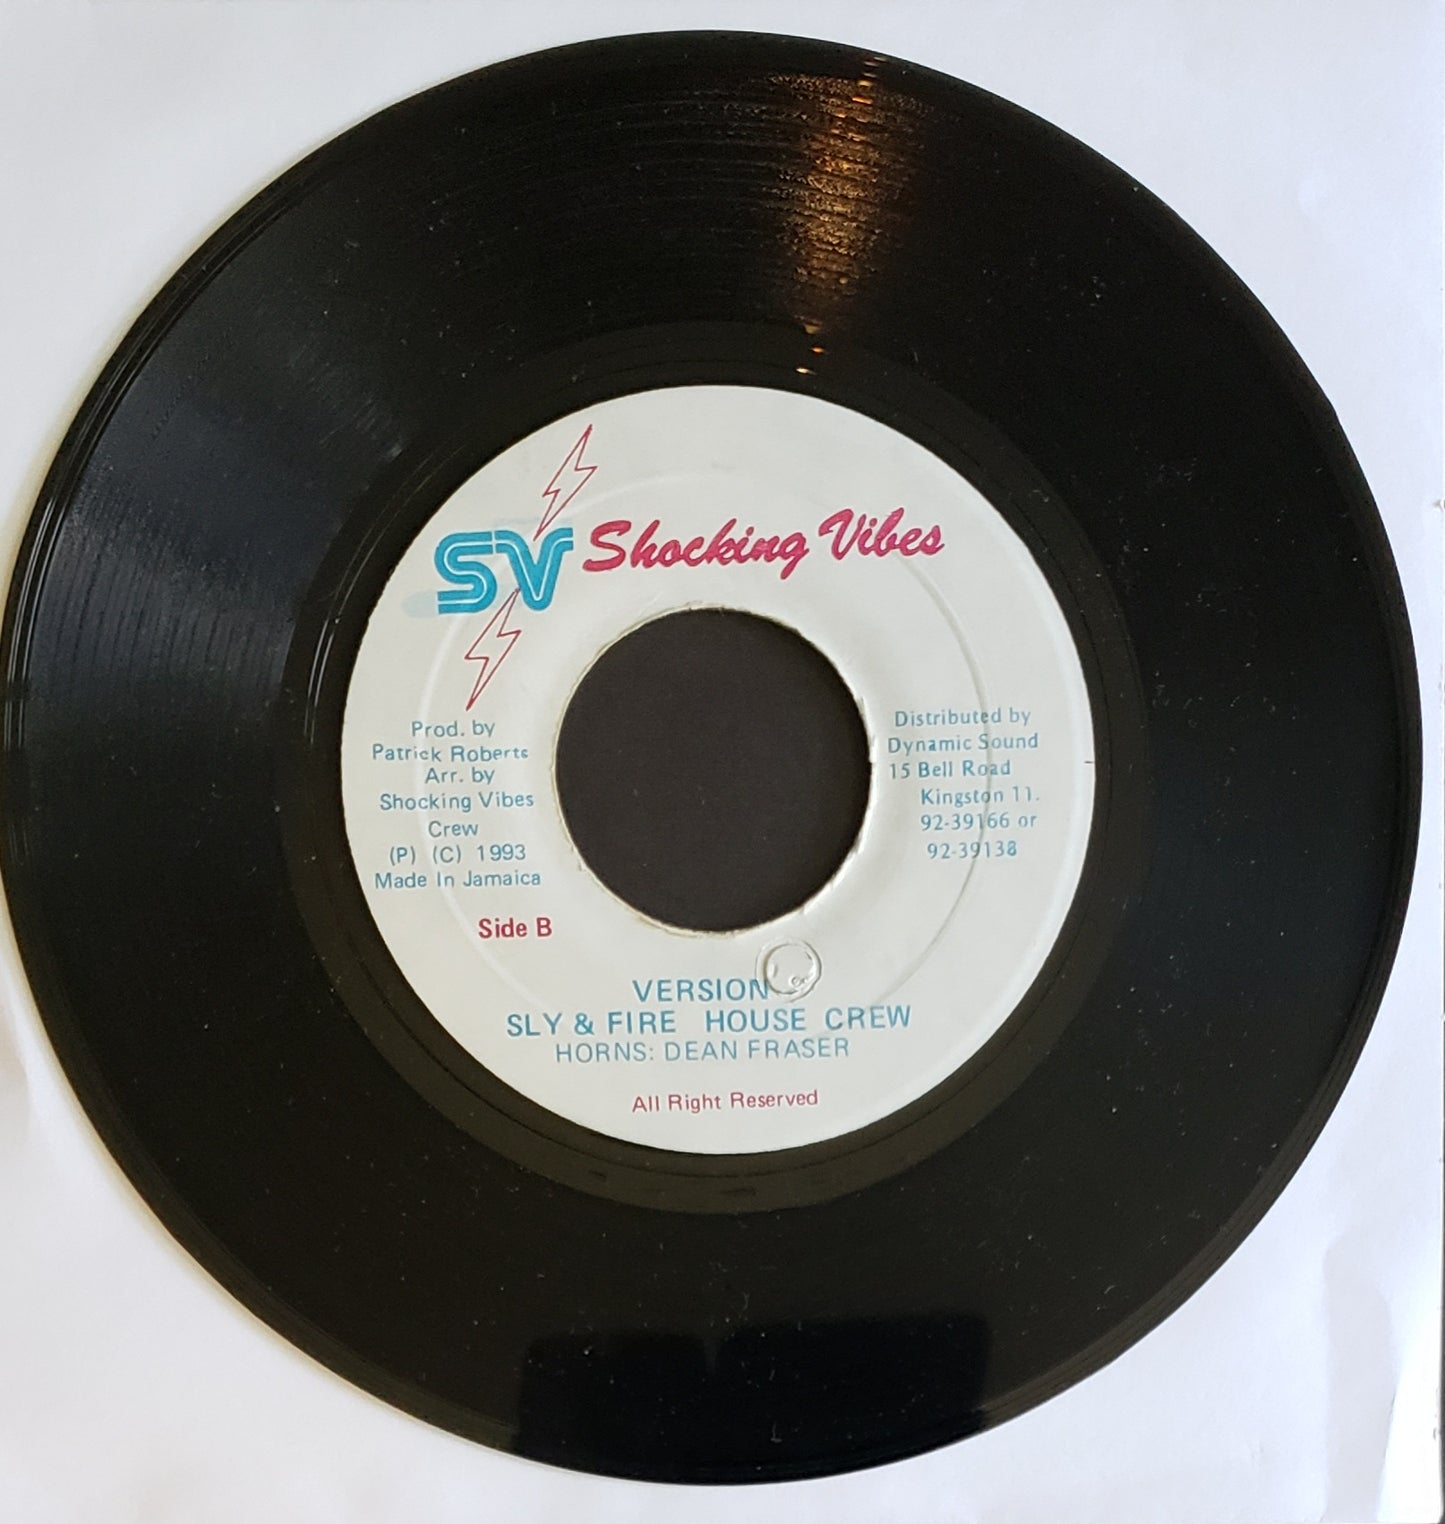 SV Shocking Vibes
Prod. by
Patrick Roberts
Arr. by
Shocking Vibes
Crew
(P) (C) 1993
Made In Jamaica
Side B
Distributed by
Dynamic Sound
15 Bell Road
Kingston 11.
92-39166 or
92-39138
VERSION
SLY & FIRE HOUSE CREW
HORNS: DEAN FRASER
All Right Reserved